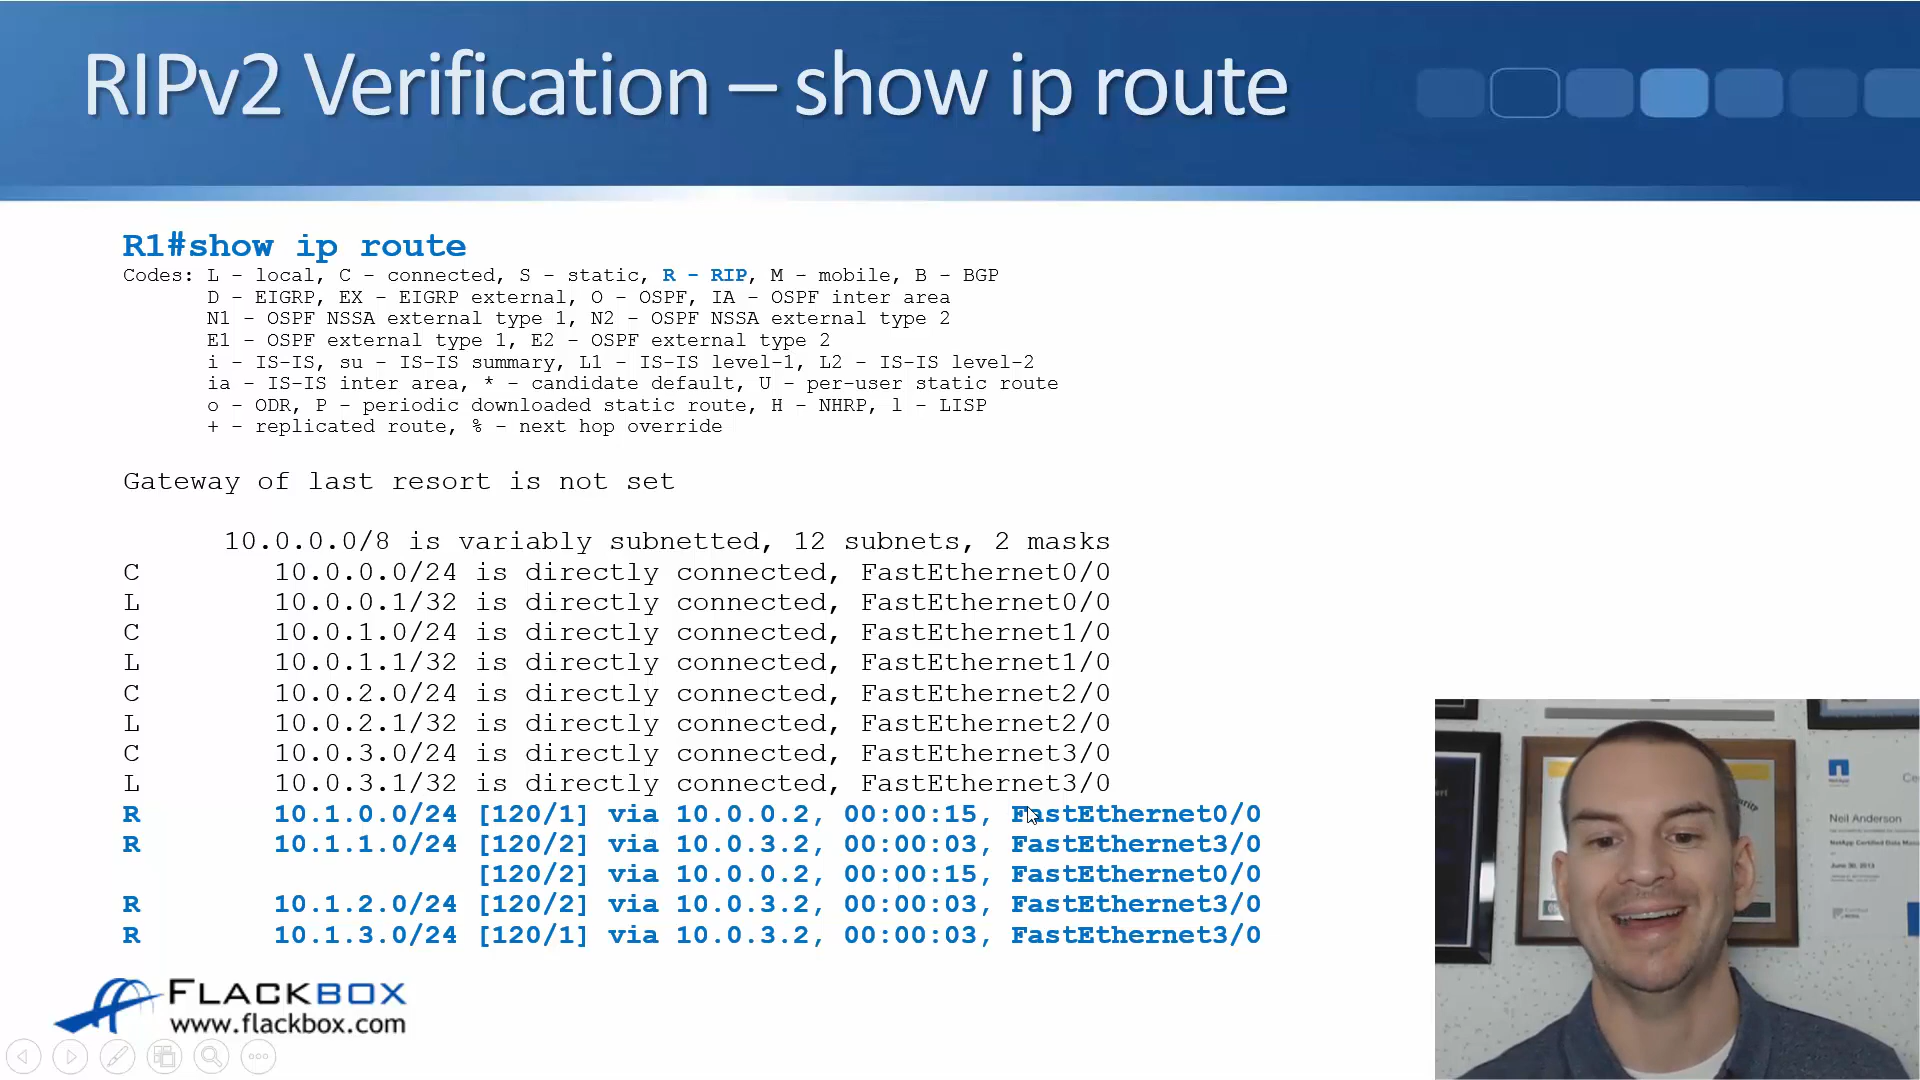 RIPv2 Verification – show ip route
R1#show ip route
Codes: L - local, C - connected, S - static, R - RIP, M - mobile, B - BGP
D - EIGRP, EX - EIGRP external, O - OSPF, IA - OSPF inter area
N1 - OSPF NSSA external type 1, N2 - OSPF NSSA external type 2
E1 - OSPF external type 1, E2 - OSPF external type 2
i - IS-IS, su - IS-IS summary, L1 - IS-IS level-1, L2 - IS-IS level-2
ia - IS-IS inter area, * - candidate default, U - per-user static route
o - ODR, P - periodic downloaded static route, H - NHRP, l - LISP
+ - replicated route, % - next hop override
Gateway of last resort is not set
10.0.0.0/8 is variably subnetted, 12 subnets, 2 masks
C 10.0.0.0/24 is directly connected, FastEthernet0/0
L 10.0.0.1/32 is directly connected, FastEthernet0/0
C 10.0.1.0/24 is directly connected, FastEthernet1/0
L 10.0.1.1/32 is directly connected, FastEthernet1/0
C 10.0.2.0/24 is directly connected, FastEthernet2/0
L 10.0.2.1/32 is directly connected, FastEthernet2/0
C 10.0.3.0/24 is directly connected, FastEthernet3/0
L 10.0.3.1/32 is directly connected, FastEthernet3/0
R 10.1.0.0/24 [120/1] via 10.0.0.2, 00:00:15, FastEthernet0/0
R 10.1.1.0/24 [120/2] via 10.0.3.2, 00:00:03, FastEthernet3/0
[120/2] via 10.0.0.2, 00:00:15, FastEthernet0/0
R 10.1.2.0/24 [120/2] via 10.0.3.2, 00:00:03, FastEthernet3/0
R 10.1.3.0/24 [120/1] via 10.0.3.2, 00:00:03, FastEthernet3/0
FLACKBOX
www.flackbox.com
Neil Anderson
June 30, 2013